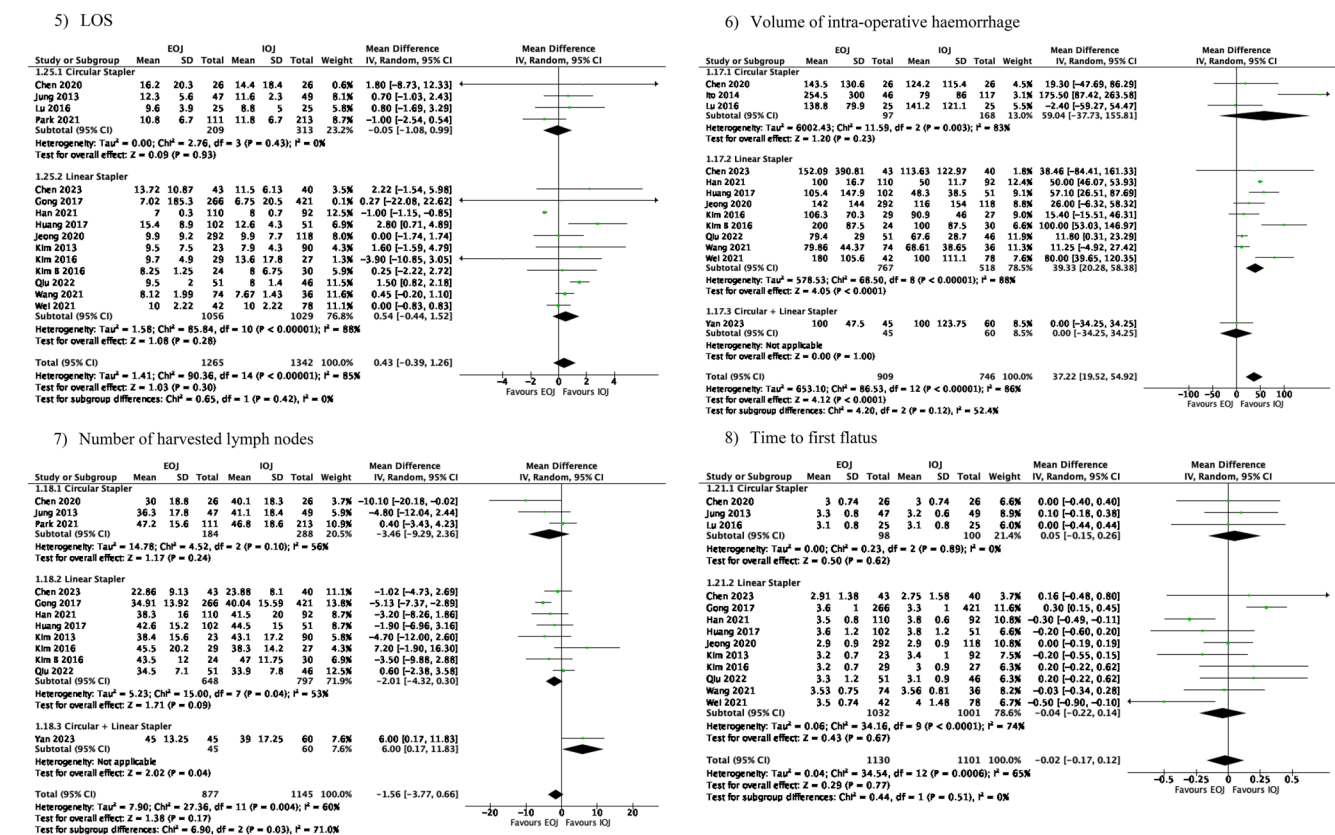 5) LOS
EOJ IOJ Mean Difference Mean Difference
Study or Subgroup Mean SD Total Mean SD Total Weight IV, Random, 95% CI IV, Random, 95% CI
1.25.1 Circular Stapler
Chen 2020 16.2 20.3 26 14.4 18.4 26 0.6% 1.80 [-8.73, 12.33]
Jung 2013 12.3 5.6 47 11.6 2.3 49 8.1% 0.70 [-1.03, 2.43]
Lu 2016 9.6 3.9 25 8.8 5 25 5.8% 0.80 [-1.69, 3.29]
Park 2021 10.8 6.7 111 11.8 6.7 213 8.7% -1.00 [-2.54, 0.54]
Subtotal (95% CI) 209 313 23.2% -0.05 [-1.08, 0.99]
Heterogeneity: Tau² = 0.00; Chi² = 2.76, df = 3 (P = 0.43); I² = 0%
Test for overall effect: Z = 0.09 (P = 0.93)
1.25.2 Linear Stapler
Chen 2023 13.72 10.87 43 11.5 6.13 40 3.5% 2.22 [-1.54, 5.98]
Gong 2017 7.02 185.3 266 6.75 20.5 421 0.1% 0.27 [-22.08, 22.62]
Han 2021 7 0.3 110 8 0.7 92 12.1% -1.00 [-1.15, -0.85]
Huang 2017 15.4 8.9 102 12.6 4.3 51 7.1% 2.80 [0.71, 4.89]
Jeong 2020 9.9 9.2 292 9.9 7.7 118 8.1% 0.00 [-1.74, 1.74]
Kim 2013 9.5 7.5 23 7.9 4.3 90 4.3% 1.60 [-1.59, 4.79]
Kim 2016 9.7 4.9 29 13.6 17.8 27 1.3% -3.90 [-10.85, 3.05]
Kim B 2016 8.25 1.25 24 8 6.75 30 5.8% 0.25 [-2.22, 2.72]
Qiu 2022 9.5 2 51 8 1.4 46 11.3% 1.50 [0.82, 2.18]
Wang 2021 8.12 1.99 74 7.67 1.43 36 11.6% 0.45 [-0.20, 1.10]
Wei 2021 10 2.22 42 10 2.22 78 11.1% 0.00 [-0.83, 0.83]
Subtotal (95% CI) 1056 1029 76.8% 0.54 [-0.44, 1.52]
Heterogeneity: Tau² = 1.58; Chi² = 85.84, df = 10 (P < 0.00001); I² = 88%
Test for overall effect: Z = 1.08 (P = 0.28)
Total (95% CI) 1265 1342 100.0% 0.43 [-0.39, 1.26]
Heterogeneity: Tau² = 1.41; Chi² = 90.36, df = 14 (P < 0.00001); I² = 85%
Test for overall effect: Z = 1.03 (P = 0.30)
Test for subgroup differences: Chi² = 0.65, df = 1 (P = 0.42), I² = 0%
-4 -2 0 2 4
Favours EOJ Favours IOJ
6) Volume of intra-operative haemorrhage
EOJ IOJ Mean Difference Mean Difference
Study or Subgroup Mean SD Total Mean SD Total Weight IV, Random, 95% CI IV, Random, 95% CI
1.17.1 Circular Stapler
Chen 2020 143.5 130.6 26 124.2 115.4 26 4.5% 19.30 [-47.69, 86.29]
Ito 2014 254.5 300 46 79 86 117 3.1% 175.50 [87.42, 263.58]
Lu 2016 138.8 79.9 25 141.2 121.1 25 5.5% -2.40 [-59.27, 54.47]
Subtotal (95% CI) 97 168 13.0% 59.04 [-37.73, 155.81]
Heterogeneity: Tau² = 6002.43; Chi² = 11.59, df = 2 (P = 0.003); I² = 83%
Test for overall effect: Z = 1.20 (P = 0.23)
1.17.2 Linear Stapler
Chen 2023 152.09 390.81 43 113.63 122.97 40 1.8% 38.46 [-84.41, 161.33]
Han 2021 100 16.7 110 50 11.7 92 12.4% 50.00 [46.07, 53.93]
Huang 2017 105.4 147.9 102 48.3 38.5 51 9.1% 57.10 [26.51, 87.69]
Jeong 2020 142 144 292 116 154 118 8.8% 26.00 [-6.32, 58.32]
Kim 2016 106.3 70.3 29 90.9 46 27 9.0% 15.40 [-15.51, 46.31]
Kim B 2016 200 87.5 24 100 87.5 30 6.6% 100.00 [53.03, 146.97]
Qiu 2022 79.4 29 51 67.6 28.7 46 11.9% 11.80 [0.31, 23.29]
Wang 2021 79.86 44.37 74 68.61 38.65 36 11.3% 11.25 [-4.92, 27.42]
Wei 2021 180 105.6 42 100 111.1 78 7.6% 80.00 [39.65, 120.35]
Subtotal (95% CI) 767 518 78.5% 39.33 [20.28, 58.38]
Heterogeneity: Tau² = 578.53; Chi² = 68.50, df = 8 (P < 0.00001); I² = 88%
Test for overall effect: Z = 4.05 (P < 0.0001)
1.17.3 Circular + Linear Stapler
Yan 2023 100 47.5 45 100 123.75 60 8.5% 0.00 [-34.25, 34.25]
Subtotal (95% CI) 45 60 8.5% 0.00 [-34.25, 34.25]
Heterogeneity: Not applicable
Test for overall effect: Z = 0.00 (P = 1.00)
Total (95% CI) 909 746 100.0% 37.22 [19.52, 54.92]
Heterogeneity: Tau² = 653.10; Chi² = 86.53, df = 12 (P < 0.00001); I² = 86%
Test for overall effect: Z = 4.12 (P < 0.0001)
Test for subgroup differences: Chi² = 4.20, df = 2 (P = 0.12), I² = 52.4%
-100 -50 0 50 100
Favours EOJ Favours IOJ
7) Number of harvested lymph nodes
EOJ IOJ Mean Difference Mean Difference
Study or Subgroup Mean SD Total Mean SD Total Weight IV, Random, 95% CI IV, Random, 95% CI
1.18.1 Circular Stapler
Chen 2020 30 18.8 26 40.1 18.3 26 3.7% -10.10 [-20.18, -0.02]
Jung 2013 36.3 17.8 47 41.1 18.4 49 5.9% -4.80 [-12.04, 2.44]
Park 2021 47.2 15.6 111 46.8 18.6 213 10.9% 0.40 [-3.43, 4.23]
Subtotal (95% CI) 184 288 20.5% -3.46 [-9.29, 2.36]
Heterogeneity: Tau² = 14.78; Chi² = 4.52, df = 2 (P = 0.10); I² = 56%
Test for overall effect: Z = 1.17 (P = 0.24)
1.18.2 Linear Stapler
Chen 2023 22.86 9.13 43 23.88 8.1 40 11.1% -1.02 [-4.73, 2.69]
Gong 2017 34.91 13.92 266 40.04 15.59 421 13.8% -5.13 [-7.37, -2.89]
Han 2021 38.3 16 110 41.5 20 92 8.7% -3.20 [-8.26, 1.86]
Huang 2017 42.6 15.2 102 44.5 15 51 8.7% -1.90 [-6.96, 3.16]
Kim 2013 38.4 15.6 23 43.1 17.2 90 5.8% -4.70 [-12.00, 2.60]
Kim 2016 45.5 20.2 29 38.3 14.2 27 4.3% 7.20 [-1.90, 16.30]
Kim B 2016 43.5 12 24 47 11.75 30 6.8% -3.50 [-9.88, 2.88]
Qiu 2022 34.5 7.1 51 33.9 7.8 46 12.5% 0.60 [-2.38, 3.58]
Subtotal (95% CI) 648 797 71.9% -2.01 [-4.32, 0.30]
Heterogeneity: Tau² = 5.23; Chi² = 15.00, df = 7 (P = 0.04); I² = 53%
Test for overall effect: Z = 1.71 (P = 0.09)
1.18.3 Circular + Linear Stapler
Yan 2023 45 13.25 45 39 17.25 60 7.6% 6.00 [0.17, 11.83]
Subtotal (95% CI) 45 60 7.6% 6.00 [0.17, 11.83]
Heterogeneity: Not applicable
Test for overall effect: Z = 2.02 (P = 0.04)
Total (95% CI) 877 1145 100.0% -1.56 [-3.77, 0.66]
Heterogeneity: Tau² = 7.90; Chi² = 27.36, df = 11 (P = 0.004); I² = 60%
Test for overall effect: Z = 1.38 (P = 0.17)
Test for subgroup differences: Chi² = 6.90, df = 2 (P = 0.03), I² = 71.0%
-20 -10 0 10 20
Favours EOJ Favours IOJ
8) Time to first flatus
EOJ IOJ Mean Difference Mean Difference
Study or Subgroup Mean SD Total Mean SD Total Weight IV, Random, 95% CI IV, Random, 95% CI
1.21.1 Circular Stapler
Chen 2020 3 0.74 26 3 0.74 26 6.6% 0.00 [-0.40, 0.40]
Jung 2013 3.3 0.8 47 3.2 0.6 49 8.9% 0.10 [-0.18, 0.38]
Lu 2016 3.1 0.8 25 3.1 0.8 25 6.0% 0.00 [-0.44, 0.44]
Subtotal (95% CI) 98 100 21.4% 0.05 [-0.15, 0.26]
Heterogeneity: Tau² = 0.00; Chi² = 0.23, df = 2 (P = 0.89); I² = 0%
Test for overall effect: Z = 0.50 (P = 0.62)
1.21.2 Linear Stapler
Chen 2023 2.91 1.38 43 2.75 1.58 40 3.7% 0.16 [-0.48, 0.80]
Gong 2017 3.6 1 266 3.3 1 421 11.6% 0.30 [0.15, 0.45]
Han 2021 3.5 0.8 110 3.8 0.6 92 10.8% -0.30 [-0.49, -0.11]
Huang 2017 3.6 1.2 102 3.8 1.2 51 6.6% -0.20 [-0.60, 0.20]
Jeong 2020 2.9 0.9 292 2.9 0.9 118 10.8% 0.00 [-0.19, 0.19]
Kim 2013 3.2 0.7 23 3.4 1 92 7.4% -0.20 [-0.55, 0.15]
Kim 2016 3.2 0.7 29 3 0.9 27 6.3% 0.20 [-0.22, 0.62]
Qiu 2022 3.3 1.2 51 3.1 0.9 46 6.3% 0.20 [-0.22, 0.62]
Wang 2021 3.53 0.75 74 3.56 0.81 36 8.2% -0.03 [-0.34, 0.28]
Wei 2021 3.5 0.74 42 4 1.48 78 6.7% -0.50 [-0.90, -0.10]
Subtotal (95% CI) 1032 1001 78.6% -0.04 [-0.22, 0.14]
Heterogeneity: Tau² = 0.06; Chi² = 34.16, df = 9 (P < 0.0001); I² = 74%
Test for overall effect: Z = 0.43 (P = 0.67)
Total (95% CI) 1130 1101 100.0% -0.02 [-0.17, 0.12]
Heterogeneity: Tau² = 0.04; Chi² = 34.54, df = 12 (P = 0.0006); I² = 65%
Test for overall effect: Z = 0.29 (P = 0.77)
Test for subgroup differences: Chi² = 0.44, df = 1 (P = 0.51), I² = 0%
-0.5 -0.25 0 0.25 0.5
Favours EOJ Favours IOJ